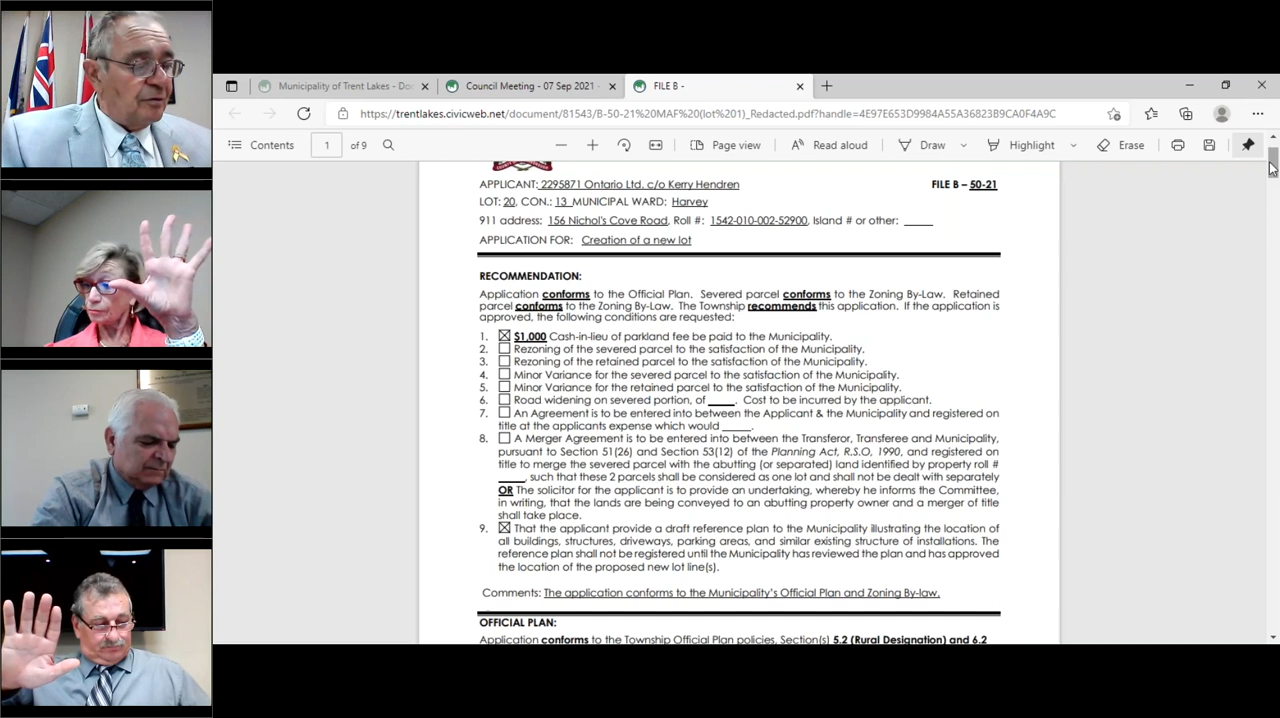 Municipality of Trent Lakes - Doc
Council Meeting - 07 Sep 2021 -
FILE B -
https://trentlakes.civicweb.net/document/81543/B-50-21%20MAF%20(lot%201)_Redacted.pdf?handle=4E97E653D9984A55A36823B9CA0F4A9C
Contents
1 of 9
Page view
Read aloud
Draw
Highlight
Erase
APPLICANT: 2295871 Ontario Ltd. c/o Kerry Hendren FILE B – 50-21
LOT: 20, CON.: 13 MUNICIPAL WARD: Harvey
911 address: 156 Nichol's Cove Road, Roll #: 1542-010-002-52900, Island # or other: _____
APPLICATION FOR: Creation of a new lot
RECOMMENDATION:
Application conforms to the Official Plan. Severed parcel conforms to the Zoning By-Law. Retained
parcel conforms to the Zoning By-Law. The Township recommends this application. If the application is
approved, the following conditions are requested:
1. ☒ $1,000 Cash-in-lieu of parkland fee be paid to the Municipality.
2. ☐ Rezoning of the severed parcel to the satisfaction of the Municipality.
3. ☐ Rezoning of the retained parcel to the satisfaction of the Municipality.
4. ☐ Minor Variance for the severed parcel to the satisfaction of the Municipality.
5. ☐ Minor Variance for the retained parcel to the satisfaction of the Municipality.
6. ☐ Road widening on severed portion, of _____. Cost to be incurred by the applicant.
7. ☐ An Agreement is to be entered into between the Applicant & the Municipality and registered on
title at the applicants expense which would _____.
8. ☐ A Merger Agreement is to be entered into between the Transferor, Transferee and Municipality,
pursuant to Section 51(26) and Section 53(12) of the Planning Act, R.S.O, 1990, and registered on
title to merge the severed parcel with the abutting (or separated) land identified by property roll #
_____, such that these 2 parcels shall be considered as one lot and shall not be dealt with separately
OR The solicitor for the applicant is to provide an undertaking, whereby he informs the Committee,
in writing, that the lands are being conveyed to an abutting property owner and a merger of title
shall take place.
9. ☒ That the applicant provide a draft reference plan to the Municipality illustrating the location of
all buildings, structures, driveways, parking areas, and similar existing structure of installations. The
reference plan shall not be registered until the Municipality has reviewed the plan and has approved
the location of the proposed new lot line(s).
Comments: The application conforms to the Municipality's Official Plan and Zoning By-law.
OFFICIAL PLAN:
Application conforms to the Township Official Plan policies, Section(s) 5.2 (Rural Designation) and 6.2